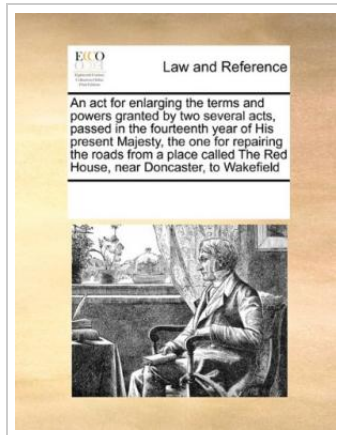 ECCO
Law and Reference
An act for enlarging the terms and
powers granted by two several acts,
passed in the fourteenth year of His
present Majesty, the one for repairing
the roads from a place called The Red
House, near Doncaster, to Wakefield